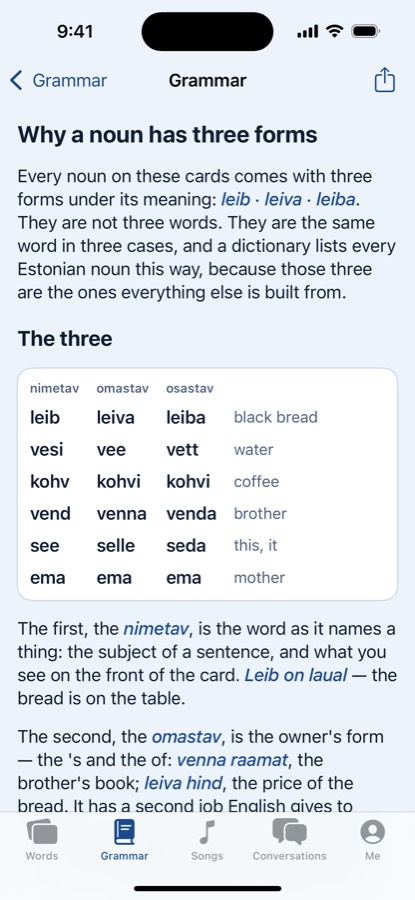 9:41
Grammar
Grammar
Why a noun has three forms
Every noun on these cards comes with three
forms under its meaning: leib · leiva · leiba.
They are not three words. They are the same
word in three cases, and a dictionary lists every
Estonian noun this way, because those three
are the ones everything else is built from.
The three
nimetav omastav osastav
leib leiva leiba black bread
vesi vee vett water
kohv kohvi kohvi coffee
vend venna venda brother
see selle seda this, it
ema ema ema mother
The first, the nimetav, is the word as it names a
thing: the subject of a sentence, and what you
see on the front of the card. Leib on laual — the
bread is on the table.
The second, the omastav, is the owner's form
— the 's and the of: venna raamat, the
brother's book; leiva hind, the price of the
bread. It has a second job English gives to
Words Grammar Songs Conversations Me